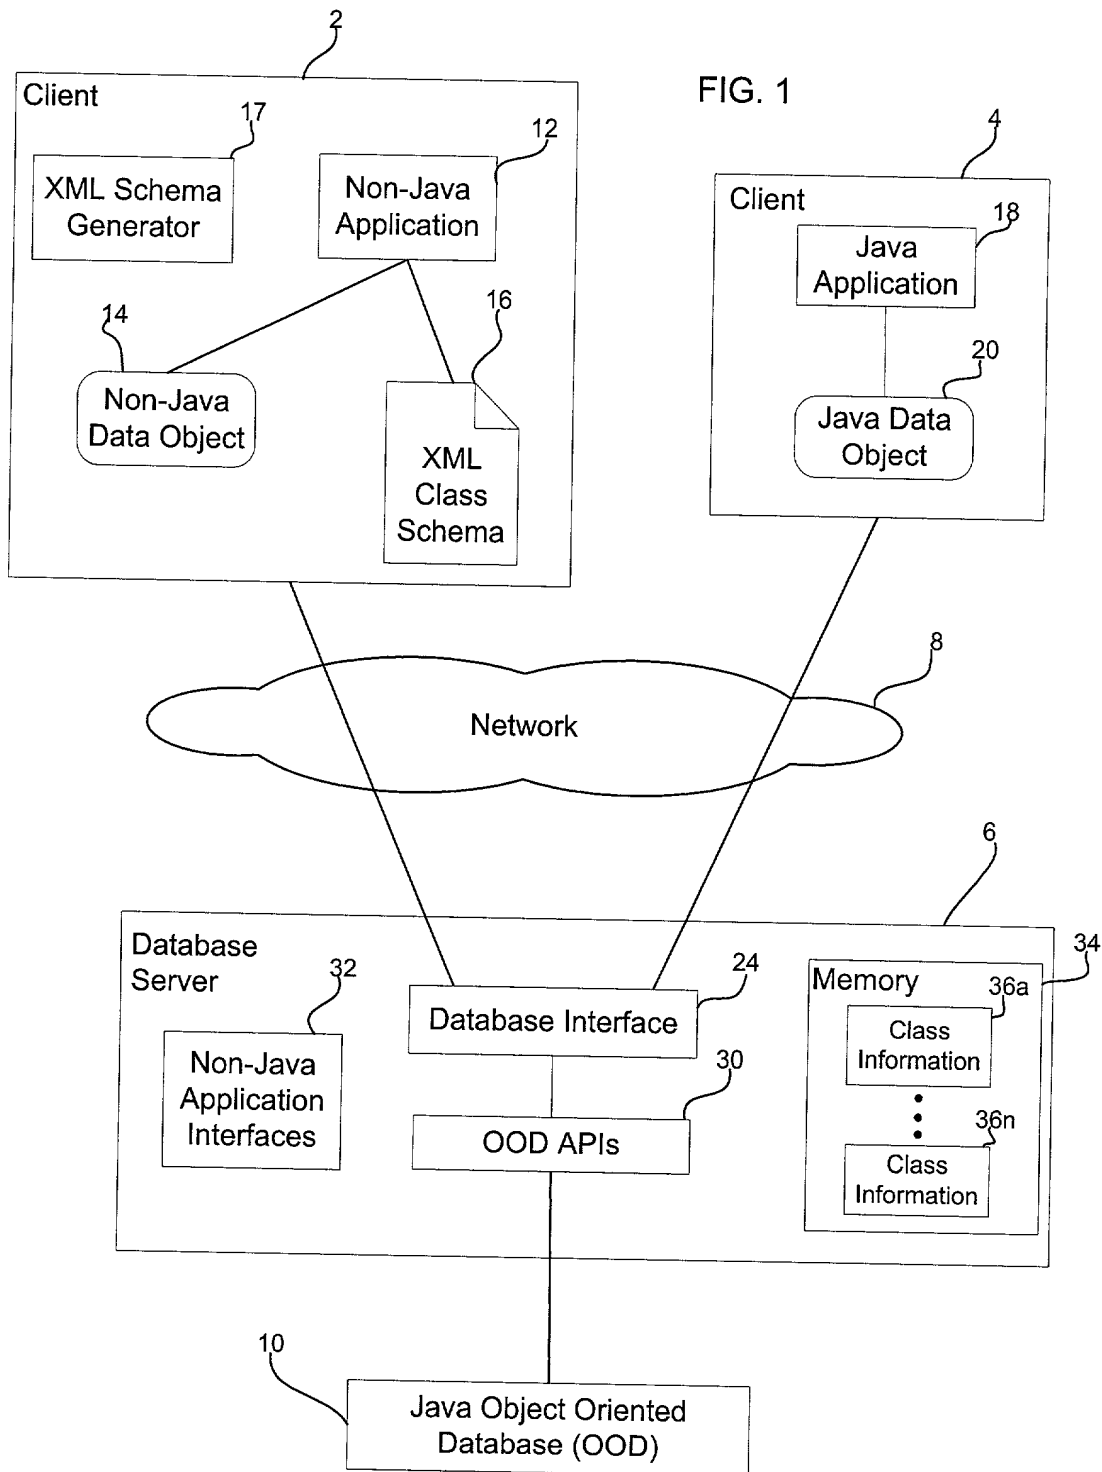 2
Client
FIG. 1
17
12
4
XML Schema
Generator
Non-Java
Application
Client
18
Java
Application
14
16
20
Non-Java
Data Object
Java Data
Object
XML
Class
Schema
8
Network
6
Database
Server
32
24
34
Memory
36a
Database Interface
Class
Information
Non-Java
Application
Interfaces
30
36n
OOD APIs
Class
Information
10
Java Object Oriented
Database (OOD)